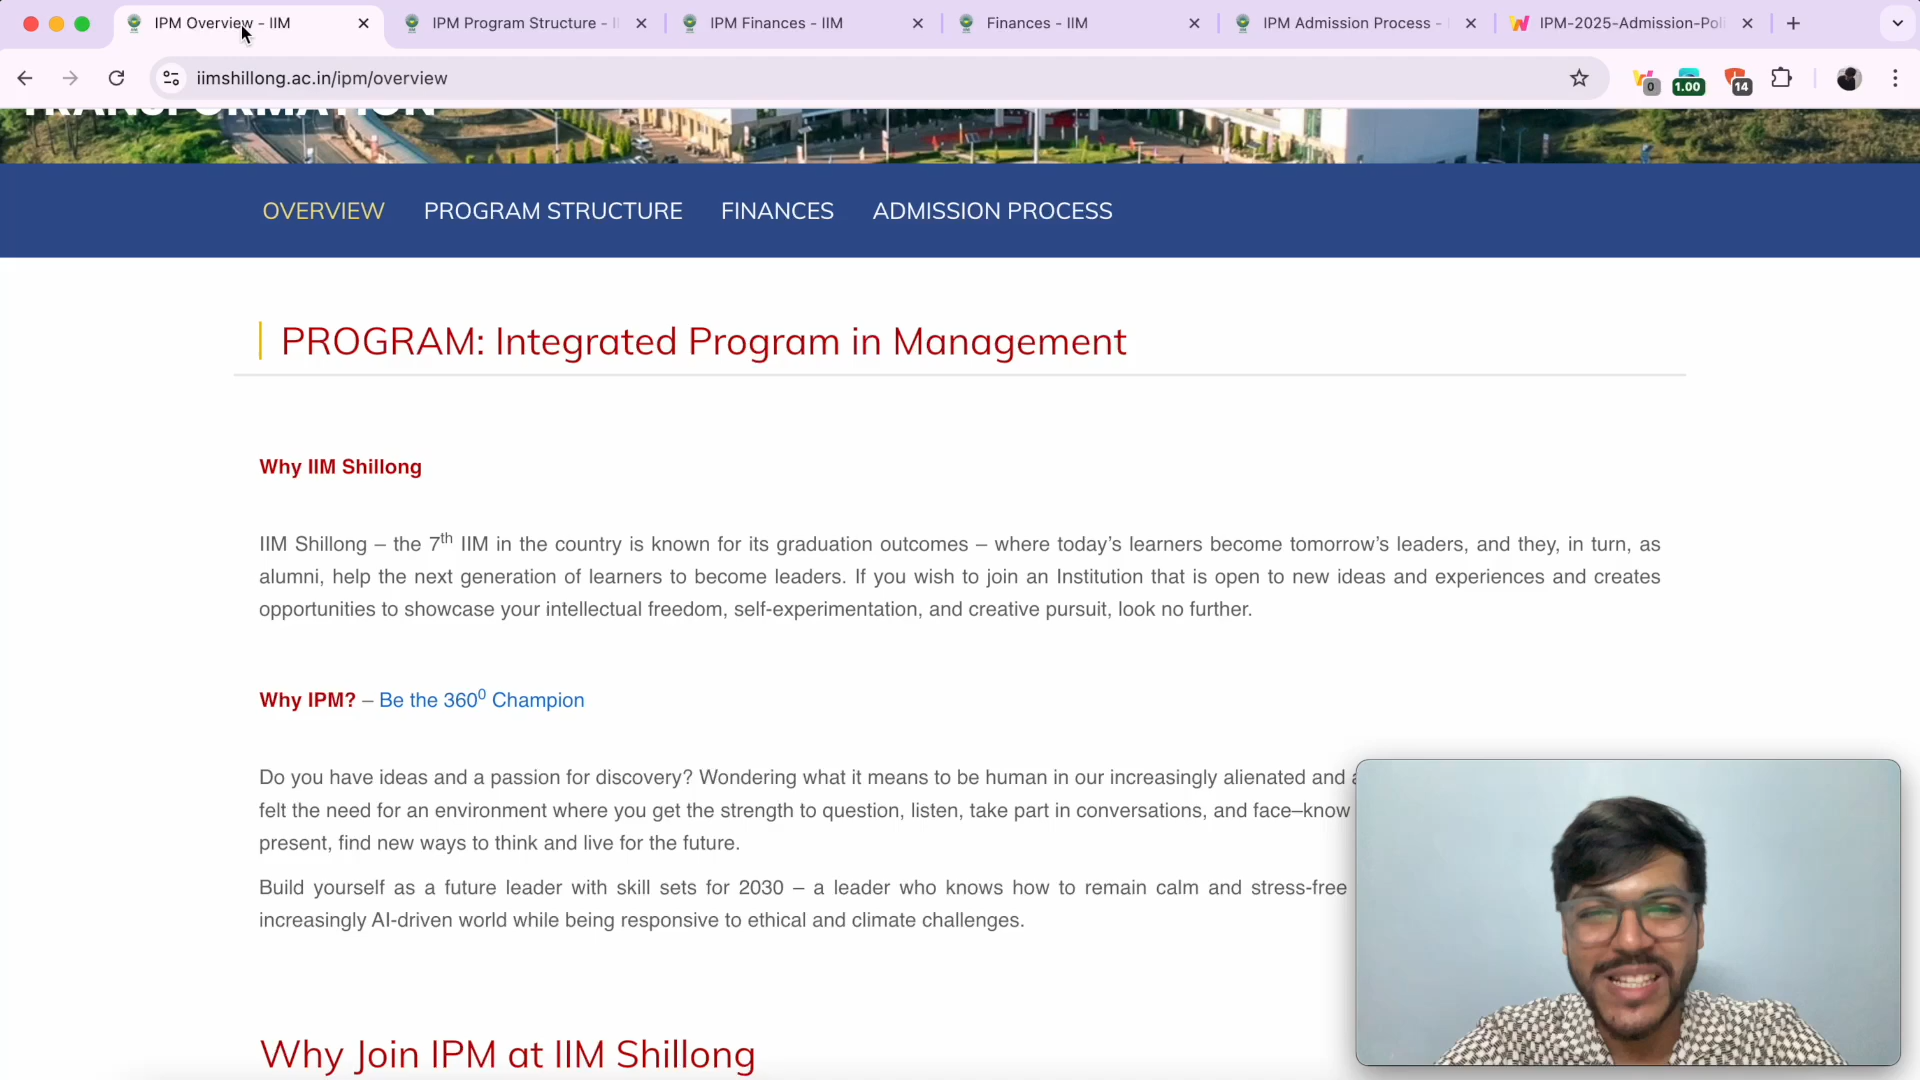 IPM Overview - IIM
IPM Program Structure -
IPM Finances - IIM
Finances - IIM
IPM Admission Process -
IPM-2025-Admission-Pol
iimshillong.ac.in/ipm/overview
0
1.00
14
TRANSFORMATION
OVERVIEW
PROGRAM STRUCTURE
FINANCES
ADMISSION PROCESS
PROGRAM: Integrated Program in Management
Why IIM Shillong
IIM Shillong – the 7th IIM in the country is known for its graduation outcomes – where today’s learners become tomorrow’s leaders, and they, in turn, as
alumni, help the next generation of learners to become leaders. If you wish to join an Institution that is open to new ideas and experiences and creates
opportunities to showcase your intellectual freedom, self-experimentation, and creative pursuit, look no further.
Why IPM? – Be the 360⁰ Champion
Do you have ideas and a passion for discovery? Wondering what it means to be human in our increasingly alienated and
felt the need for an environment where you get the strength to question, listen, take part in conversations, and face–know
present, find new ways to think and live for the future.
Build yourself as a future leader with skill sets for 2030 – a leader who knows how to remain calm and stress-free
increasingly AI-driven world while being responsive to ethical and climate challenges.
Why Join IPM at IIM Shillong